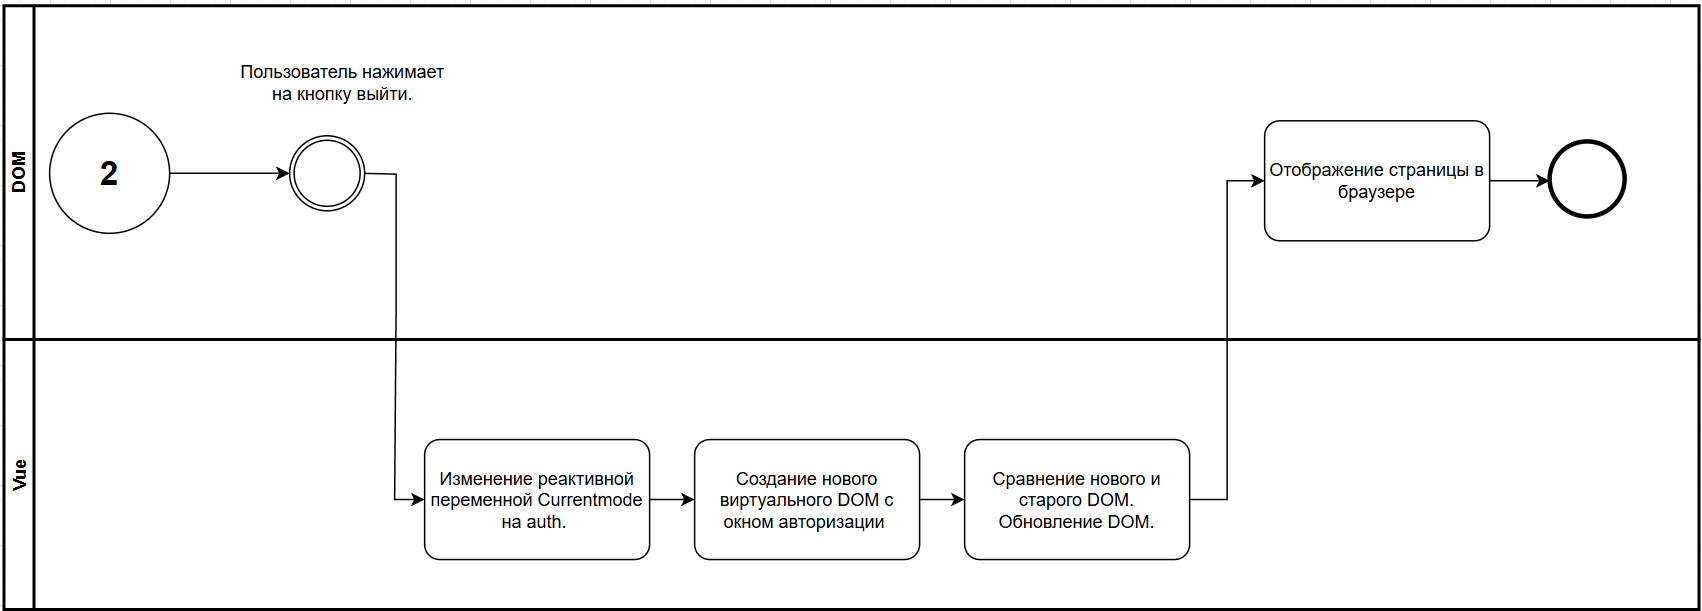 DOM
2
Пользователь нажимает
на кнопку выйти.
Отображение страницы в
браузере
Vue
Изменение реактивной
переменной Currentmode
на auth.
Создание нового
виртуального DOM с
окном авторизации
Сравнение нового и
старого DOM.
Обновление DOM.